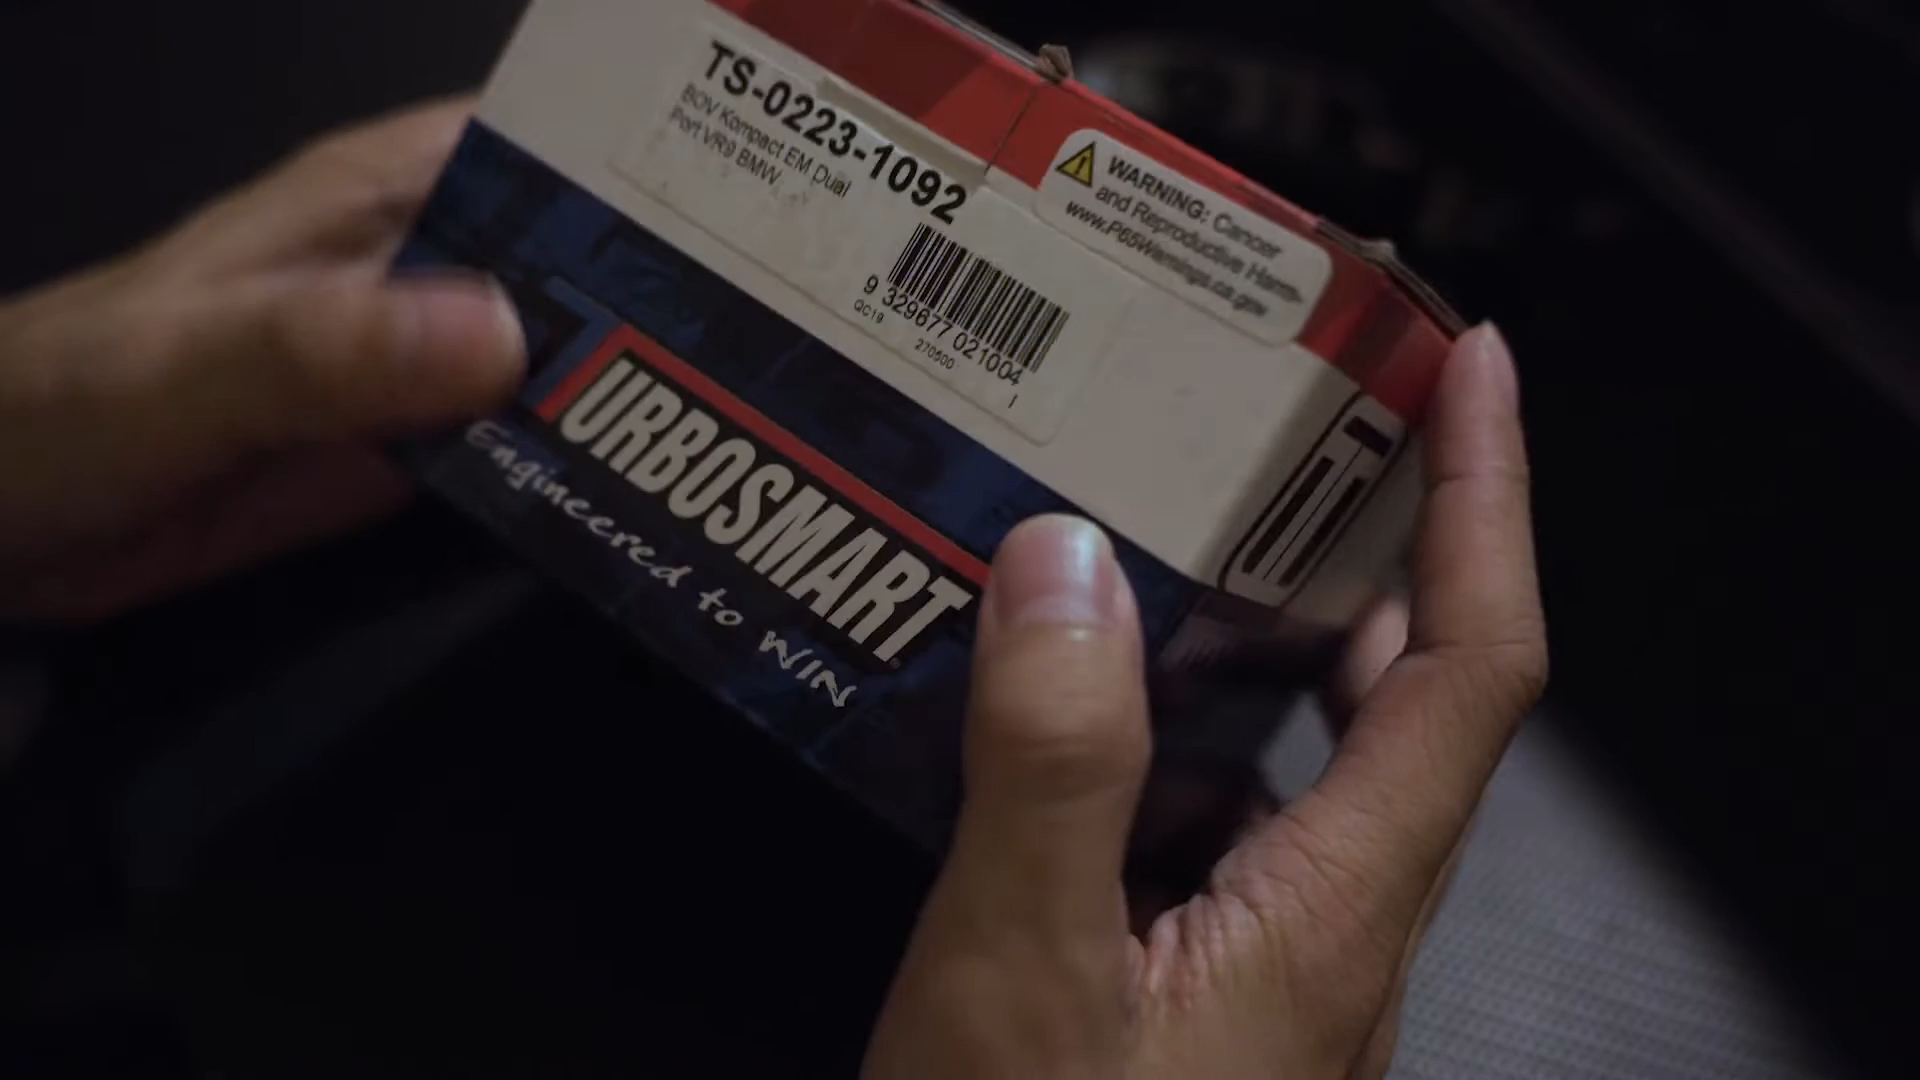 TS-0223-1092
BOV Kompact EM Dual
Port VR9 BMW
WARNING: Cancer
and Reproductive Harm-
www.P65Warnings.ca.gov
9 329677 021004
QC19
270500
1
TURBOSMART
Engineered to WIN